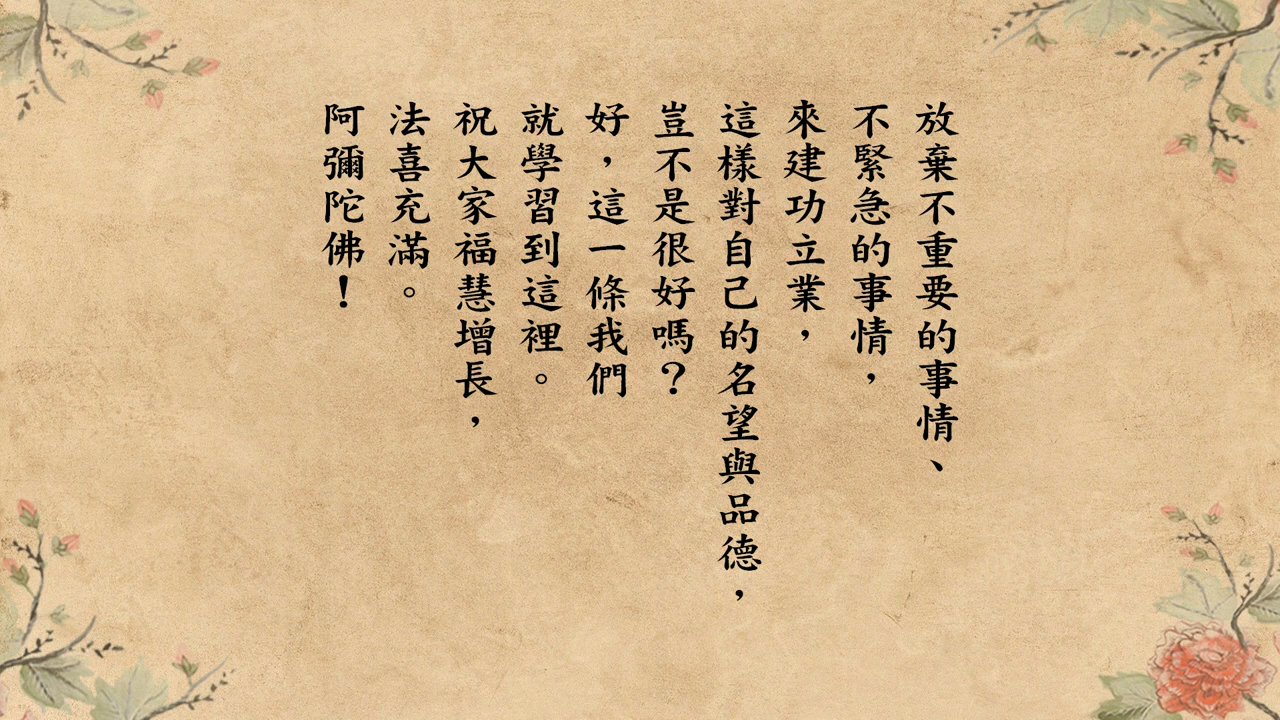 放棄不重要的事情、
不緊急的事情，
來建功立業，
這樣對自己的名望與品德，
豈不是很好嗎？
好，這一條我們
就學習到這裡。
祝大家福慧增長，
法喜充滿。
阿彌陀佛！